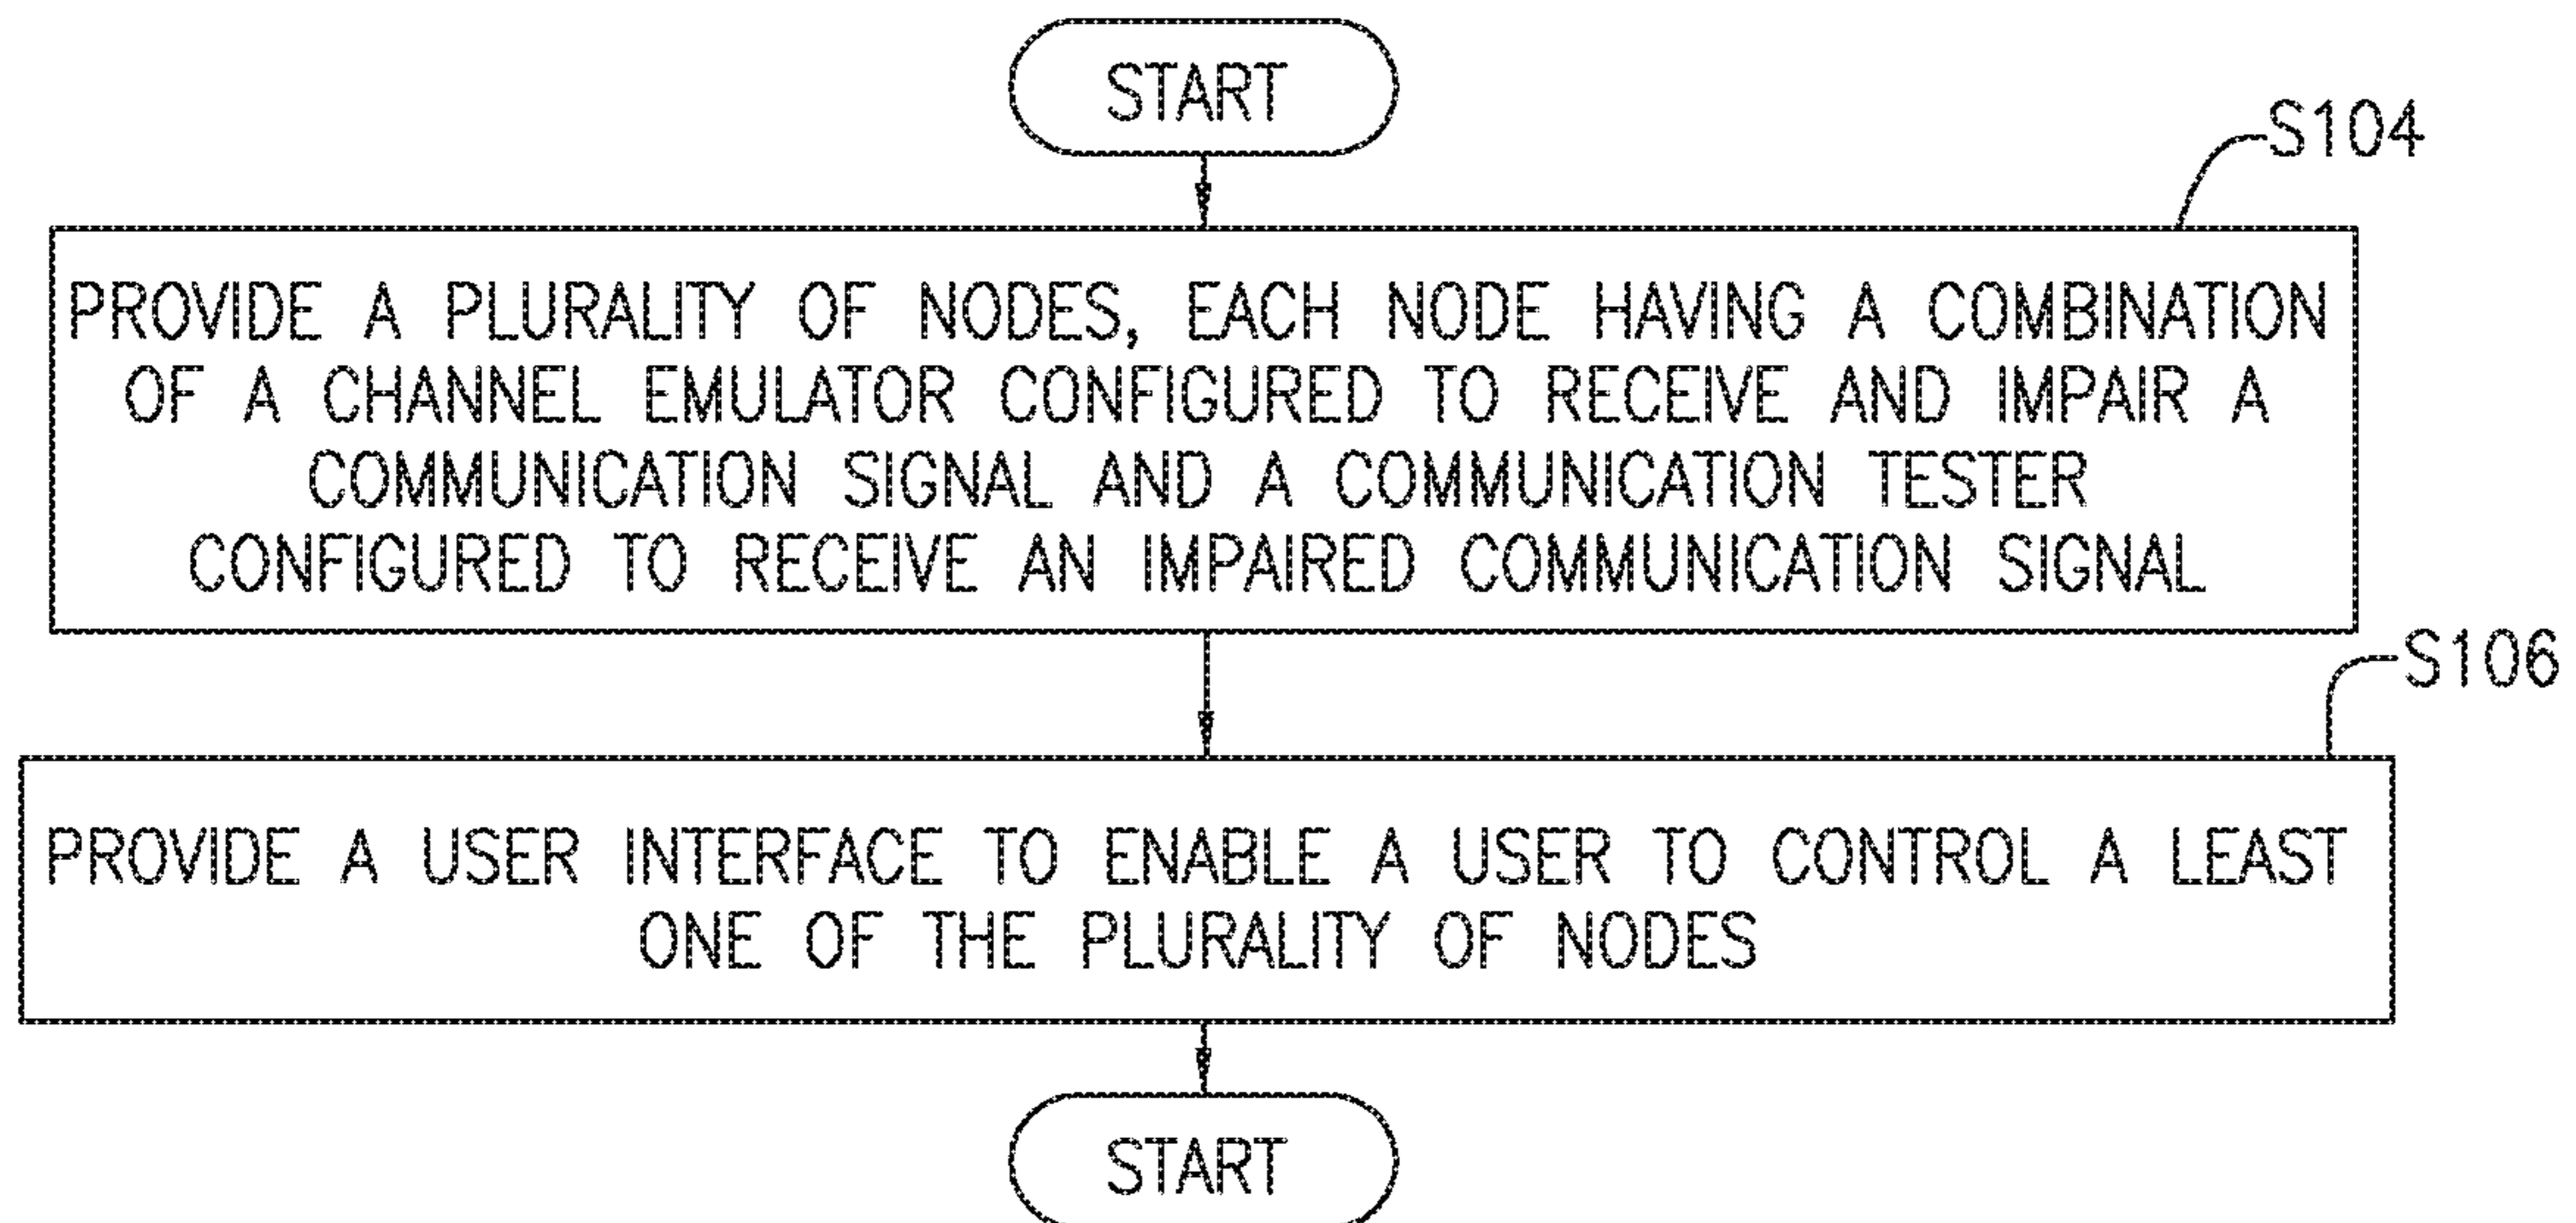 START
S104
PROVIDE A PLURALITY OF NODES, EACH NODE HAVING A COMBINATION
OF A CHANNEL EMULATOR CONFIGURED TO RECEIVE AND IMPAIR A
COMMUNICATION SIGNAL AND A COMMUNICATION TESTER
CONFIGURED TO RECEIVE AN IMPAIRED COMMUNICATION SIGNAL
S106
PROVIDE A USER INTERFACE TO ENABLE A USER TO CONTROL A LEAST
ONE OF THE PLURALITY OF NODES
START